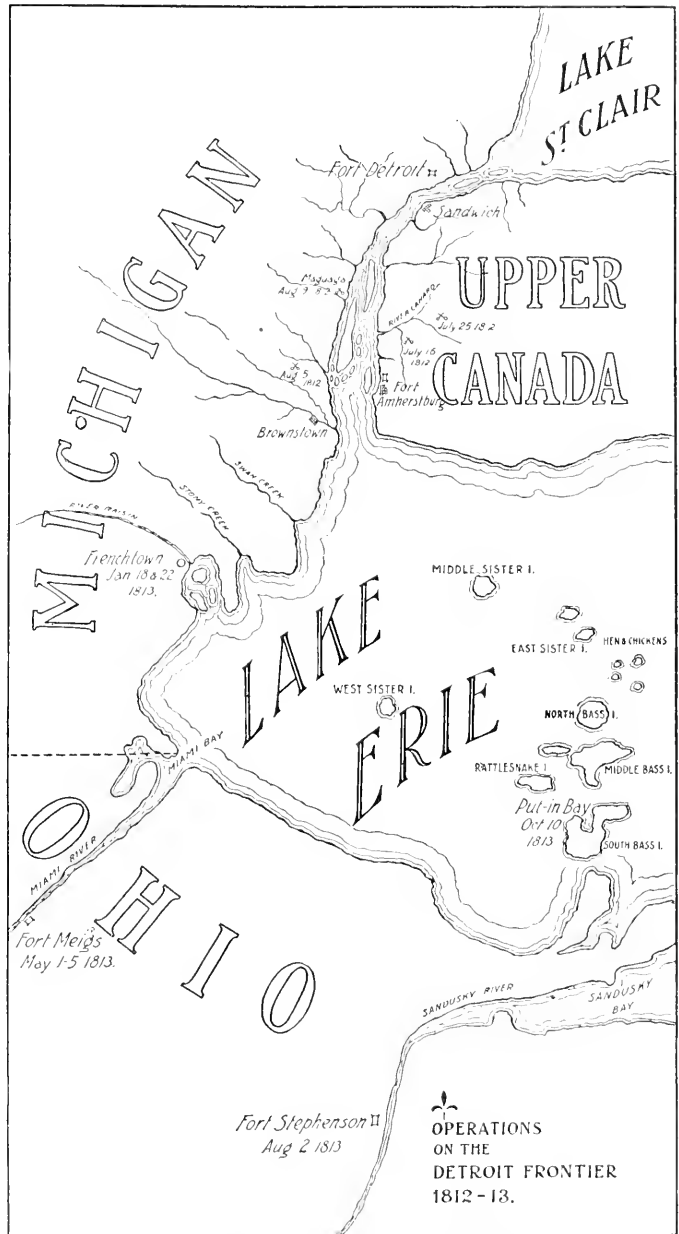 LAKE
ST CLAIR
Fort Detroit
Sandwich
MICHIGAN
UPPER
CANADA
Maguaga
Aug 9
RIVER
July 25 18 2
July 16
1812
Aug 5
1812
Fort
Amherstburg
Brownstown
SWAN CREEK
STONY CREEK
RIVER RAISIN
Frenchtown
Jan 18 & 22
1813.
LAKE
ERIE
MIDDLE SISTER I.
EAST SISTER I.
HEN & CHICKENS
WEST SISTER I.
NORTH BASS I.
RATTLESNAKE I
MIDDLE BASS I.
Put-in Bay
Oct 10
1813
SOUTH BASS I.
MIAMI BAY
OHIO
MIAMI RIVER
Fort Meigs
May 1-5 1813.
SANDUSKY RIVER
SANDUSKY
BAY
Fort Stephenson
Aug 2 1813
OPERATIONS
ON THE
DETROIT FRONTIER
1812-13.